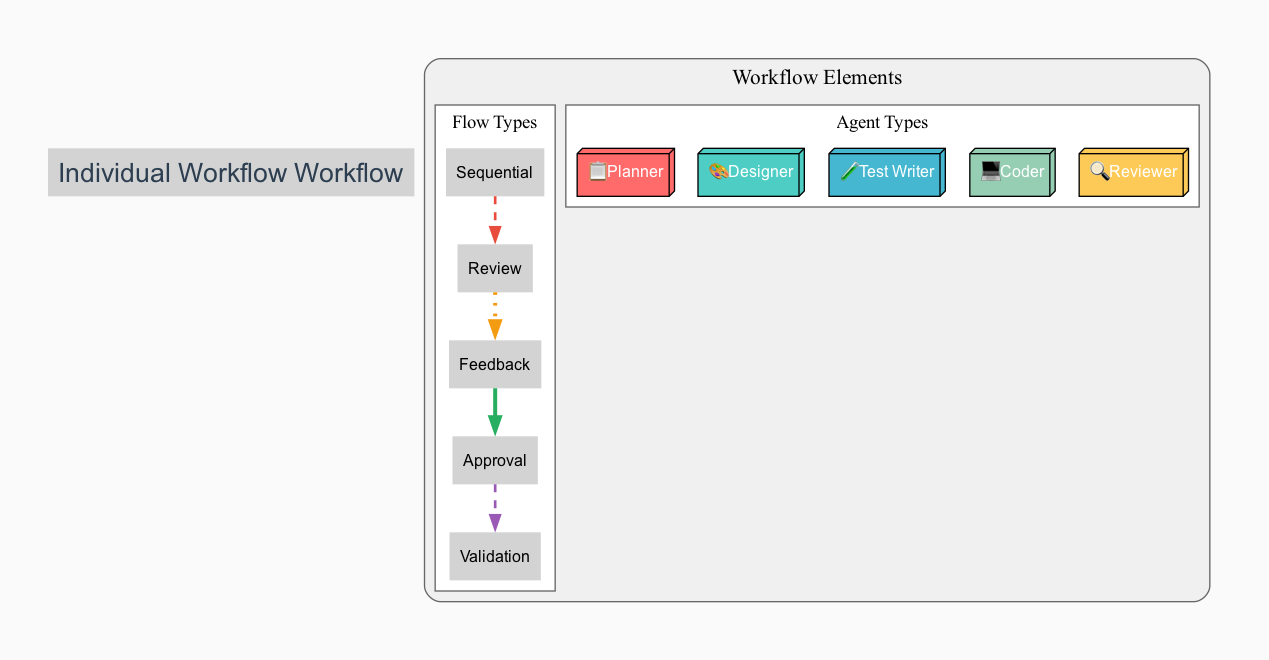 Individual Workflow Workflow
Workflow Elements
Flow Types
Sequential
Review
Feedback
Approval
Validation
Agent Types
📋Planner
🎨Designer
🧪Test Writer
💻Coder
🔍Reviewer